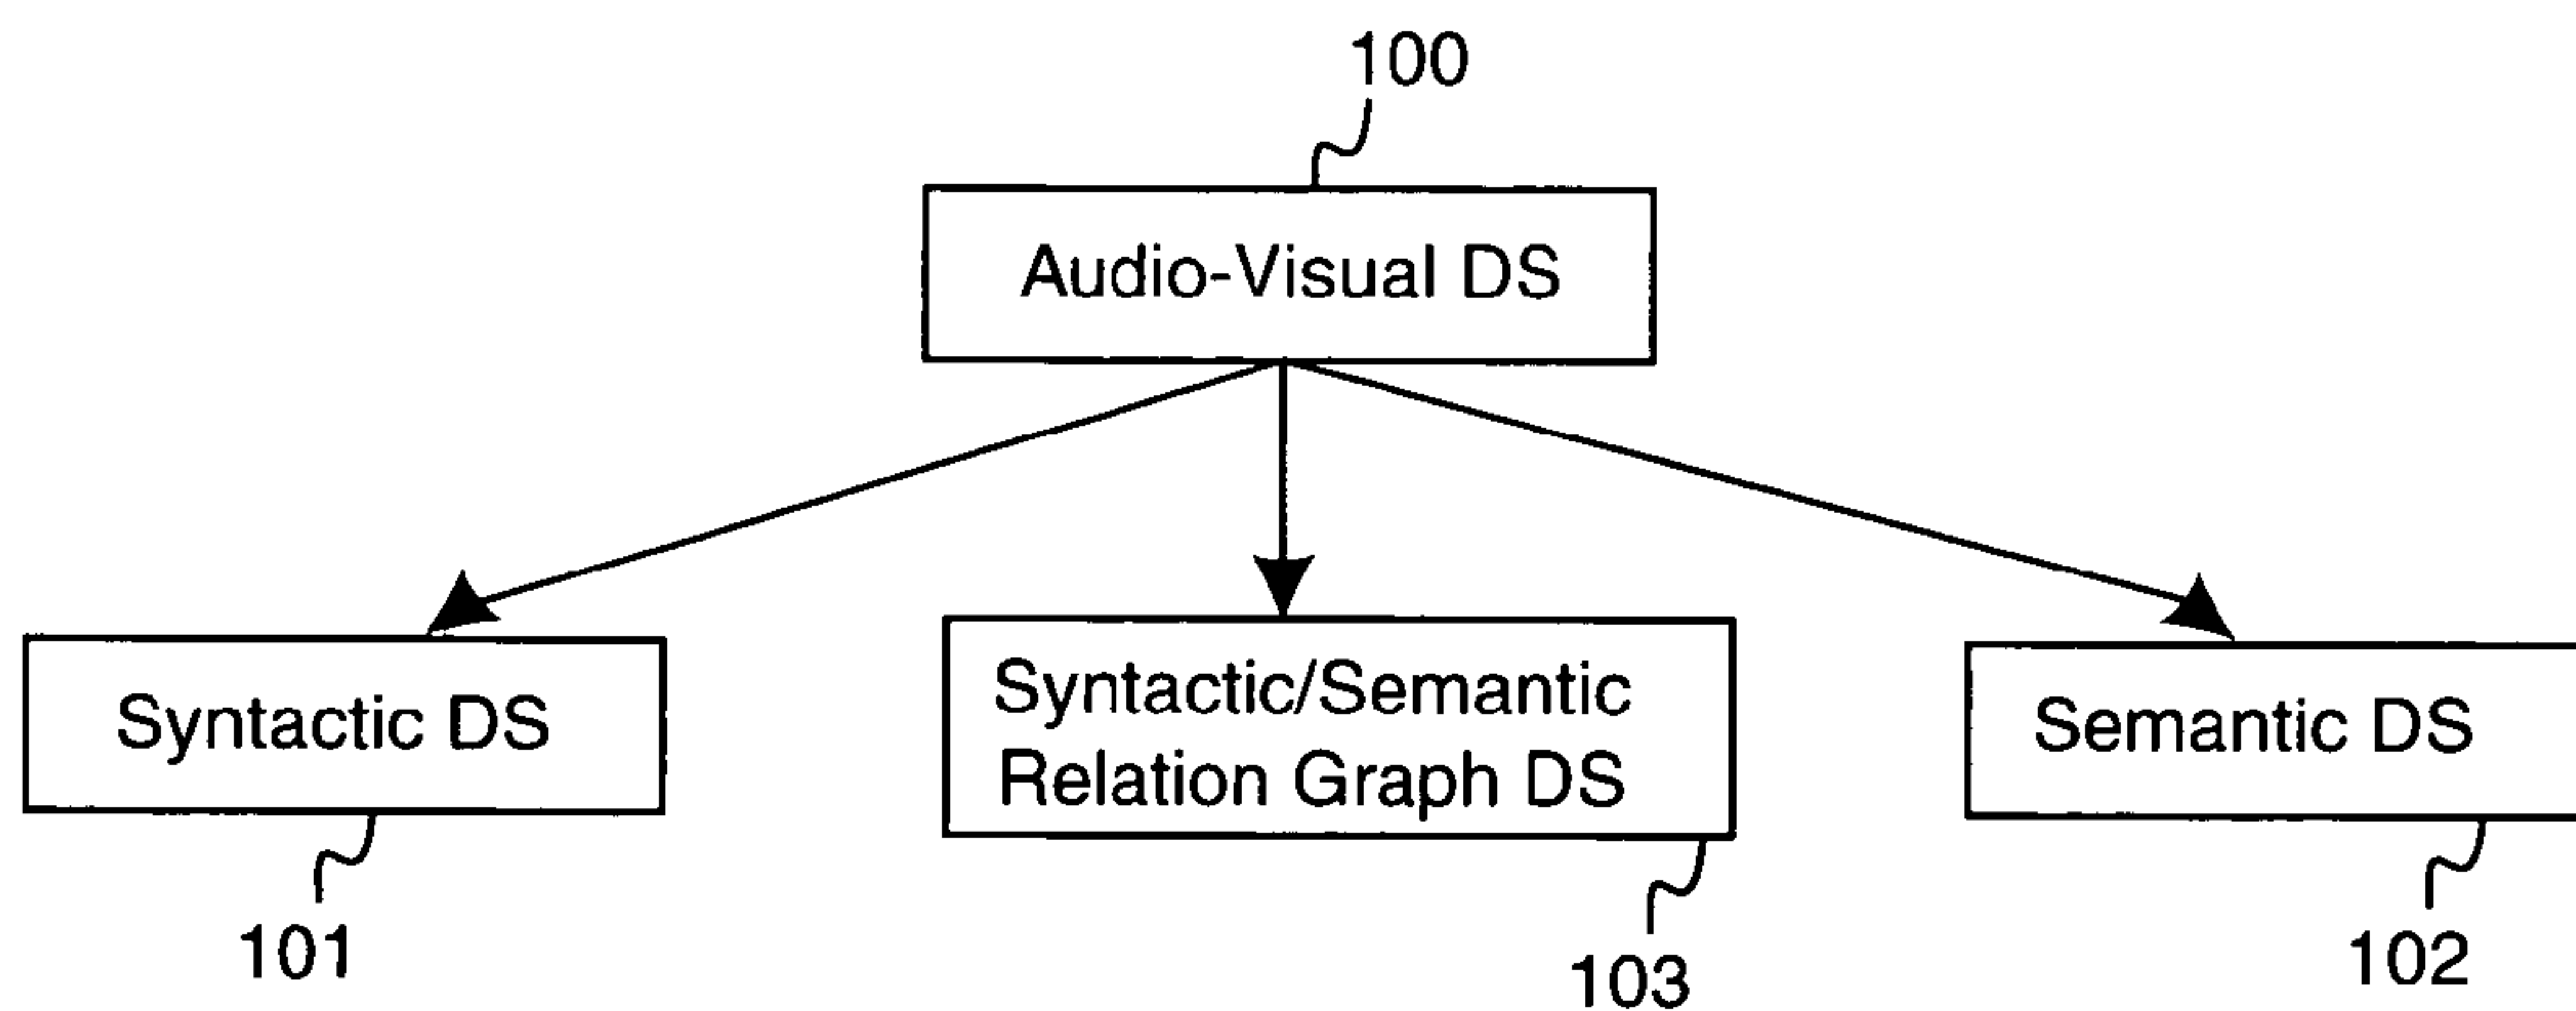 100
Audio-Visual DS
Syntactic DS
Syntactic/Semantic
Relation Graph DS
Semantic DS
101
103
102